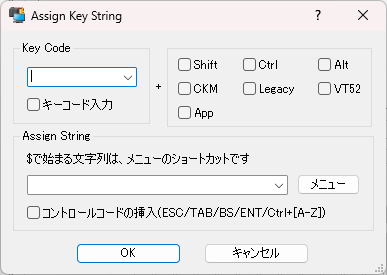 Assign Key String
?
Key Code
キーコード入力
+
Shift Ctrl Alt
CKM Legacy VT52
App
Assign String
$で始まる文字列は、メニューのショートカットです
メニュー
コントロールコードの挿入(ESC/TAB/BS/ENT/Ctrl+[A-Z])
OK キャンセル